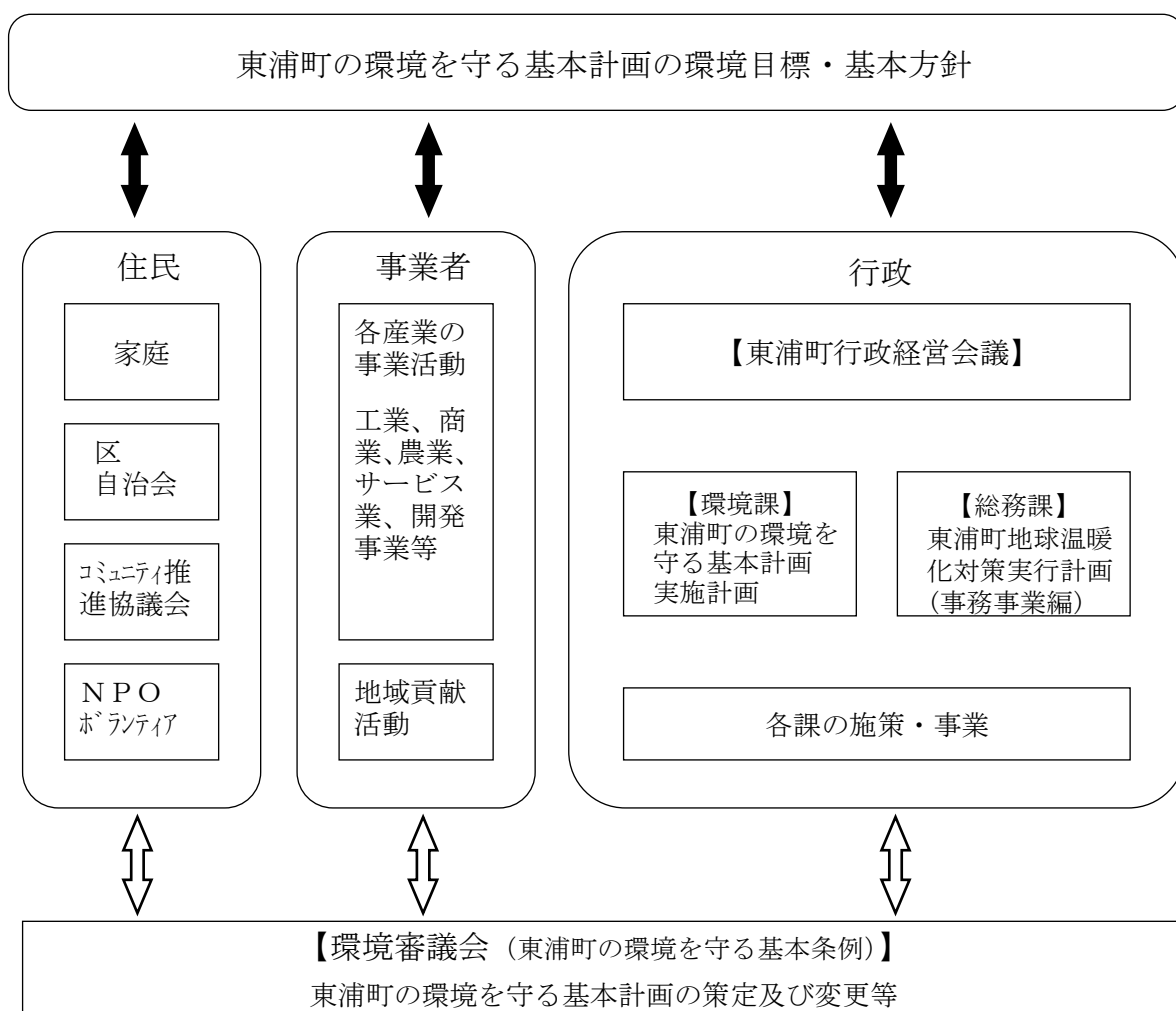 東浦町の環境を守る基本計画の環境目標・基本方針
住民
家庭
区
自治会
コミュニティ推
進協議会
ＮＰＯ
ボランティア
事業者
各産業の
事業活動
工業、商
業、農業、
サービス
業、開発
事業等
地域貢献
活動
行政
【東浦町行政経営会議】
【環境課】
東浦町の環境を
守る基本計画
実施計画
【総務課】
東浦町地球温暖
化対策実行計画
（事務事業編）
各課の施策・事業
【環境審議会（東浦町の環境を守る基本条例）】
東浦町の環境を守る基本計画の策定及び変更等